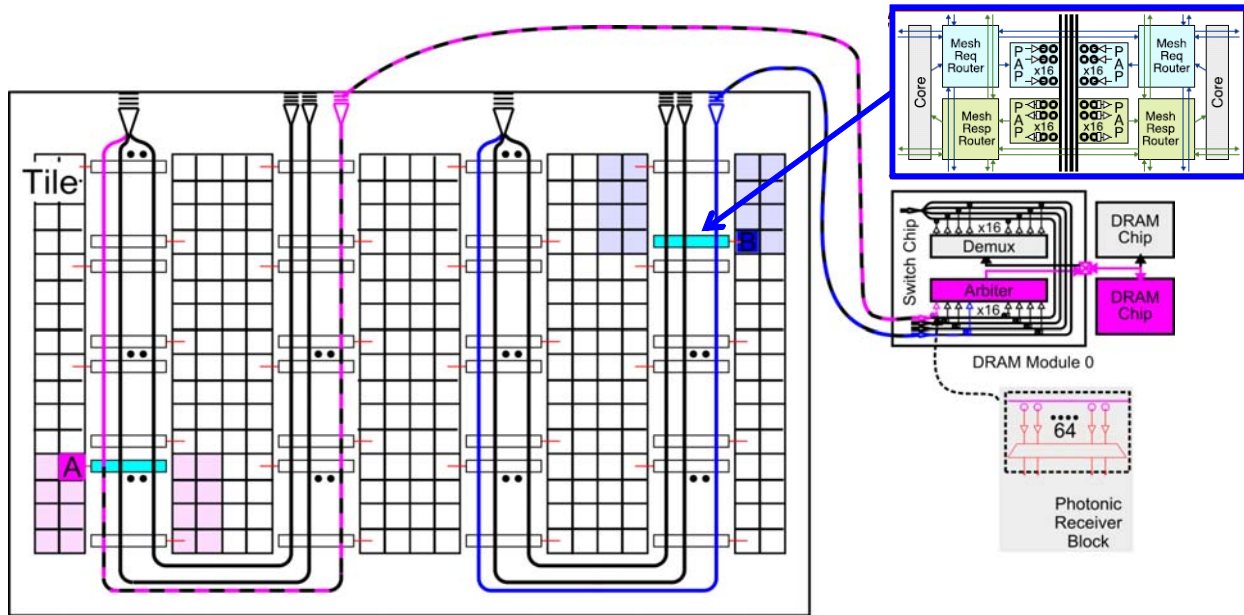 Tile
A
B
Core
Mesh
Req
Router
P
A
P
x16
P
A
P
x16
Mesh
Req
Router
Core
Mesh
Resp
Router
P
A
P
x16
P
A
P
x16
Mesh
Resp
Router
Switch Chip
x16
Demux
Arbiter
x16
DRAM
Chip
DRAM
Chip
DRAM Module 0
64
Photonic
Receiver
Block